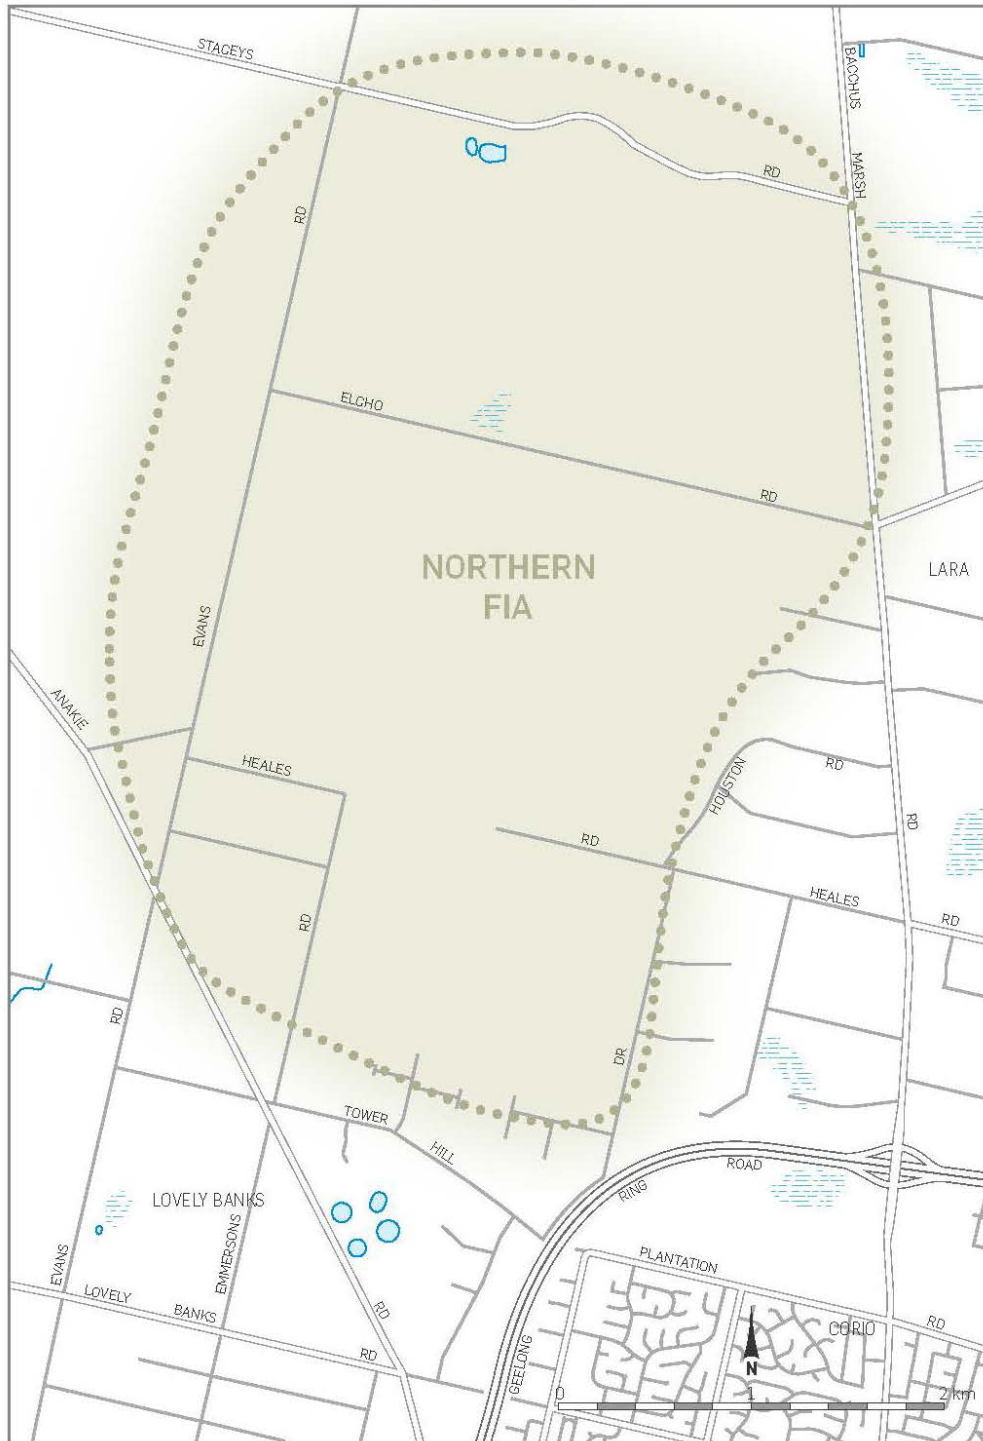 STAGEYS
BACCHUS
MARSH
RD
RD
ELCHO
RD
NORTHERN
FIA
LARA
EVANS
ANAKIE
HEALES
HOUSTON
RD
RD
RD
HEALES
RD
RD
RD
DR
TOWER
HILL
ROAD
RING
LOVELY BANKS
EMMERSONS
EVANS
LOVELY
BANKS
RD
RD
PLANTATION
RD
CORIO
GEELONG
N
0 1 2 km